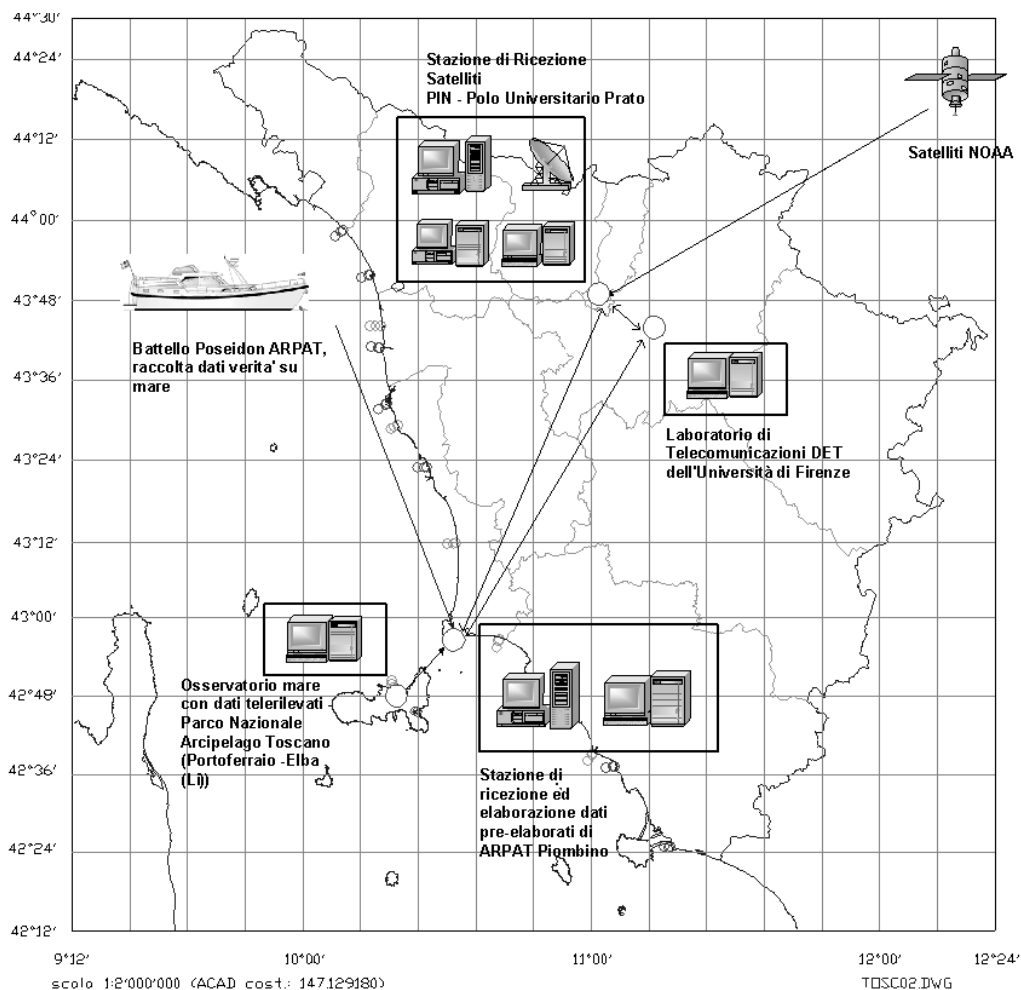 44°30'
44°24'
44°12'
44°00'
43°48'
43°36'
43°24'
43°12'
43°00'
42°48'
42°36'
42°24'
42°12'
Stazione di Ricezione
Satelliti
PIN - Polo Universitario Prato
Satelliti NOAA
Battello Poseidon ARPAT,
raccolta dati verita' su
mare
Laboratorio di
Telecomunicazioni DET
dell'Università di Firenze
Osservatorio mare
con dati telerilevati
Parco Nazionale
Arcipelago Toscano
(Portoferraio -Elba
(Li))
Stazione di
ricezione ed
elaborazione dati
pre-elaborati di
ARPAT Piombino
9°12'
10°00'
11°00'
12°00'
12°24'
scala 1:2'000'000 (ACAD cost.: 147.129180)
TOSC02.DWG